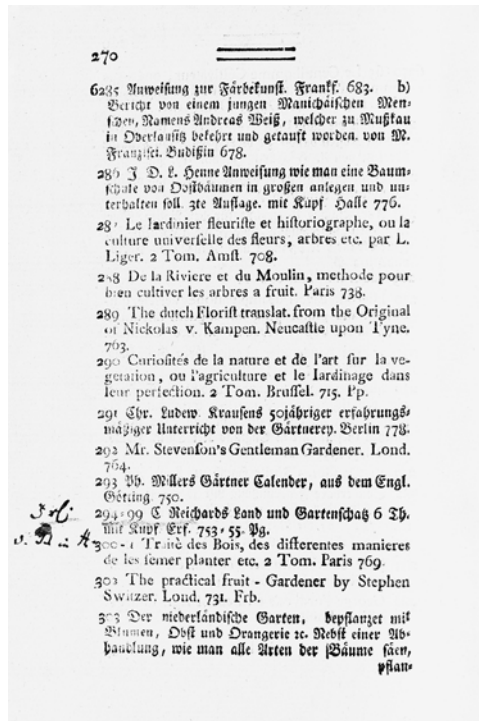 270
6285 Anweisung zur Färbekunst. Frankf. 683. b)
Bericht von einem jungen Manichäischen Men-
schen, Namens Andreas Weiß, welcher zu Mußkau
in Oberlausitz bekehrt und getauft worden. von M.
Franzisci. Budißin 678.
286 J. D. L. Henne Anweisung wie man eine Baum-
schule von Obstbäumen in großen anlegen und un-
terhalten soll. 3te Auflage. mit Kupf Halle 776.
287 Le Iardinier fleuriste et historiographe, ou la
culture universelle des fleurs, arbres etc. par L.
Liger. 2 Tom. Amst. 708.
288 De la Riviere et du Moulin, methode pour
bien cultiver les arbres a fruit. Paris 738.
289 The dutch Florist translat. from the Original
of Nickolas v. Kampen. Neucastle upon Tyne.
763.
290 Curiosités de la nature et de l'art sur la ve-
getation, ou l'agriculture et le Iardinage dans
leur perfection. 2 Tom. Brussel. 715. Pp.
291 Chr. Ludew. Krausens 50jähriger erfahrungs-
mäßiger Unterricht von der Gärtnerey. Berlin 778.
292 Mr. Stevenson's Gentleman Gardener. Lond.
764.
293 Ph. Millers Gärtner Calender, aus dem Engl.
Götting. 750.
294-99 C Reichards Land und Gartenschatz 6 Th.
mit Kupf Erf. 753-55. Pg.
300-1 Traitè des Bois, des differentes manieres
de les semer planter etc. 2 Tom. Paris 769.
302 The practical fruit-Gardener by Stephen
Switzer. Lond. 731. Frb.
303 Der niederländische Garten, bepflanzet mit
Blumen, Obst und Orangerie ꝛc. Nebst einer Ab-
handlung, wie man alle Arten der Bäume säen,
pflan-